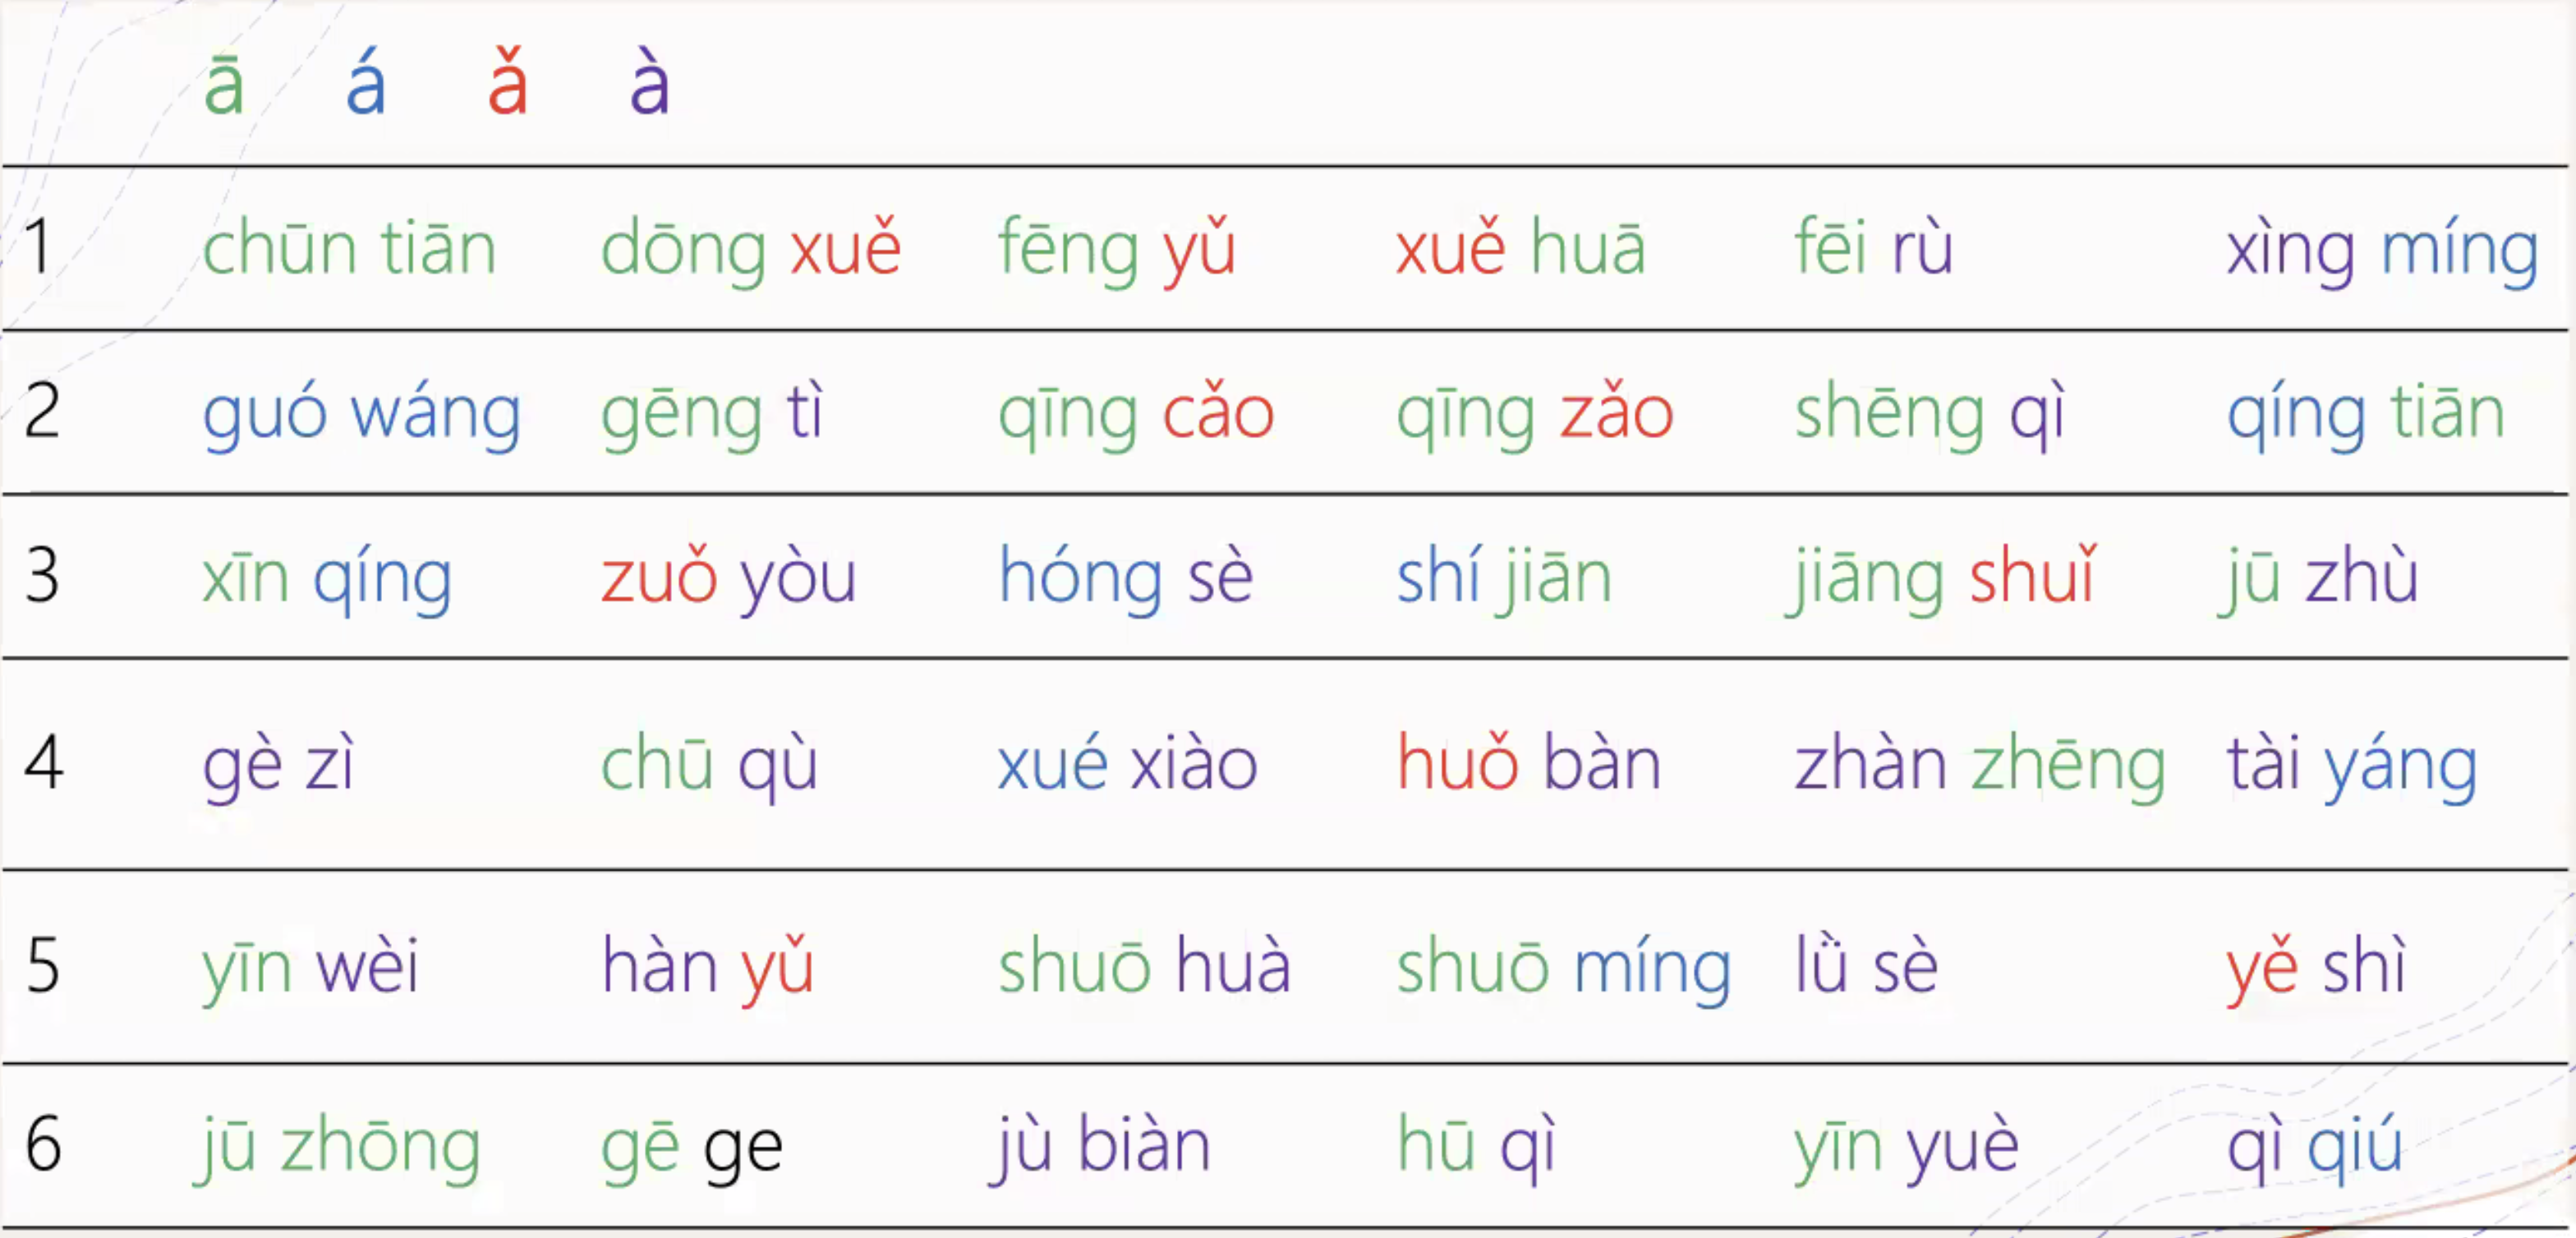 ā á ǎ à
1 chūn tiān dōng xuě fēng yǔ xuě huā fēi rù xìng míng
2 guó wáng gēng tì qīng cǎo qīng zǎo shēng qì qíng tiān
3 xīn qíng zuǒ yòu hóng sè shí jiān jiāng shuǐ jū zhù
4 gè zì chū qù xué xiào huǒ bàn zhàn zhēng tài yáng
5 yīn wèi hàn yǔ shuō huà shuō míng lǜ sè yě shì
6 jū zhōng gē ge jù biàn hū qì yīn yuè qì qiú